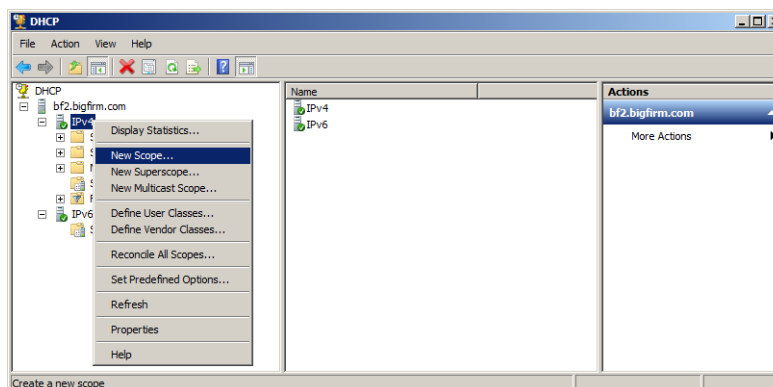 DHCP
File Action View Help
DHCP
bf2.bigfirm.com
IPv4
IPv6
Display Statistics...
New Scope...
New Superscope...
New Multicast Scope...
Define User Classes...
Define Vendor Classes...
Reconcile All Scopes...
Set Predefined Options...
Refresh
Properties
Help
Name
IPv4
IPv6
Actions
bf2.bigfirm.com
More Actions
Create a new scope